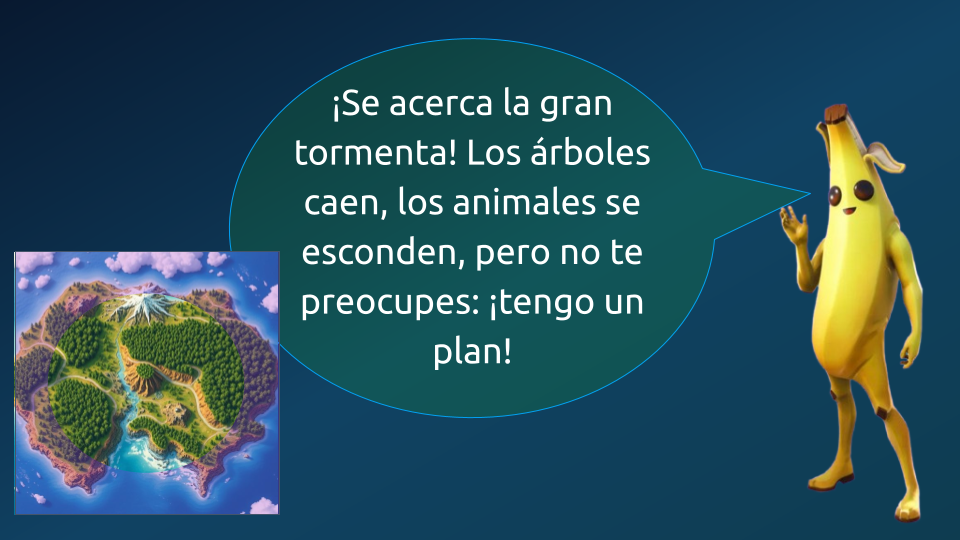 ¡Se acerca la gran
tormenta! Los árboles
caen, los animales se
esconden, pero no te
preocupes: ¡tengo un
plan!